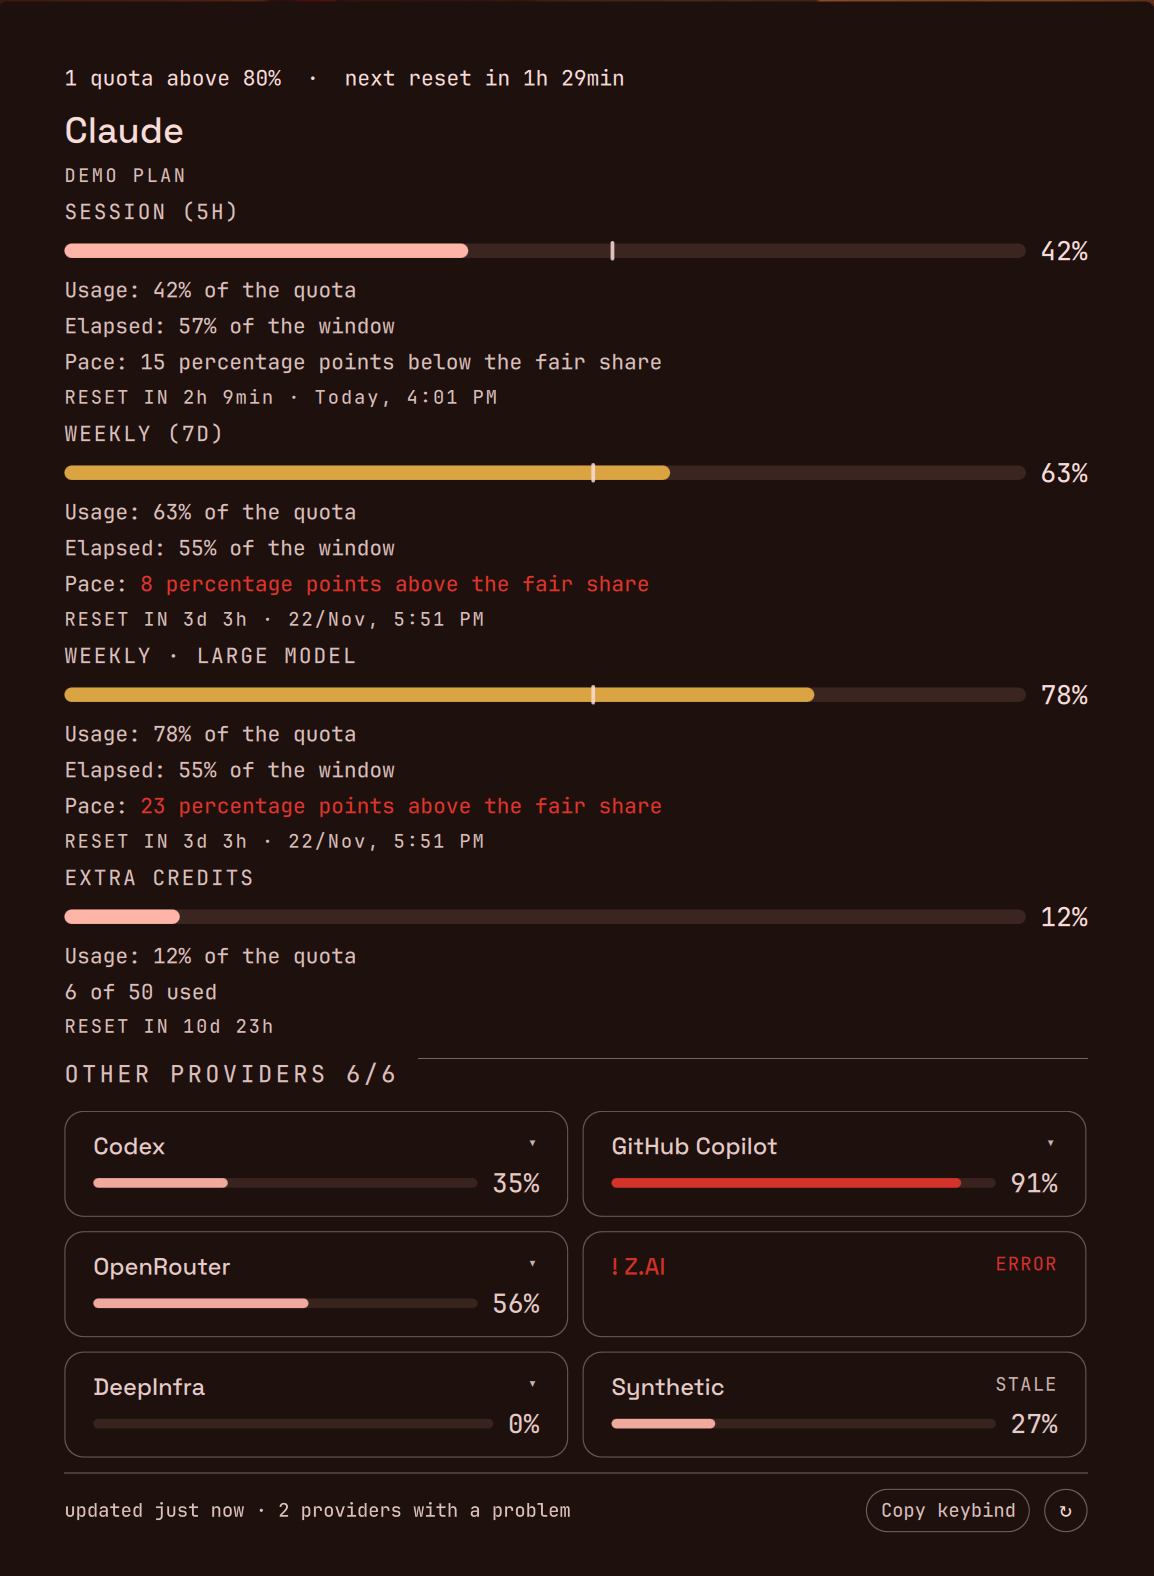 1 quota above 80% · next reset in 1h 29min
Claude
DEMO PLAN
SESSION (5H)
42%
Usage: 42% of the quota
Elapsed: 57% of the window
Pace: 15 percentage points below the fair share
RESET IN 2h 9min · Today, 4:01 PM
WEEKLY (7D)
63%
Usage: 63% of the quota
Elapsed: 55% of the window
Pace: 8 percentage points above the fair share
RESET IN 3d 3h · 22/Nov, 5:51 PM
WEEKLY · LARGE MODEL
78%
Usage: 78% of the quota
Elapsed: 55% of the window
Pace: 23 percentage points above the fair share
RESET IN 3d 3h · 22/Nov, 5:51 PM
EXTRA CREDITS
12%
Usage: 12% of the quota
6 of 50 used
RESET IN 10d 23h
OTHER PROVIDERS 6/6
Codex ▾
35%
GitHub Copilot ▾
91%
OpenRouter ▾
56%
! Z.AI ERROR
DeepInfra ▾
0%
Synthetic STALE
27%
updated just now · 2 providers with a problem
Copy keybind ↻